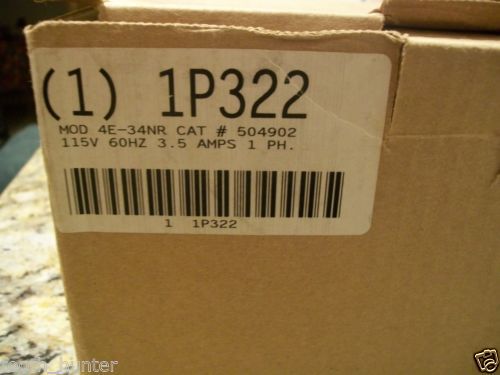 (1) 1P322
MOD 4E-34NR CAT # 504902
115V 60HZ 3.5 AMPS 1 PH.
1 1P322